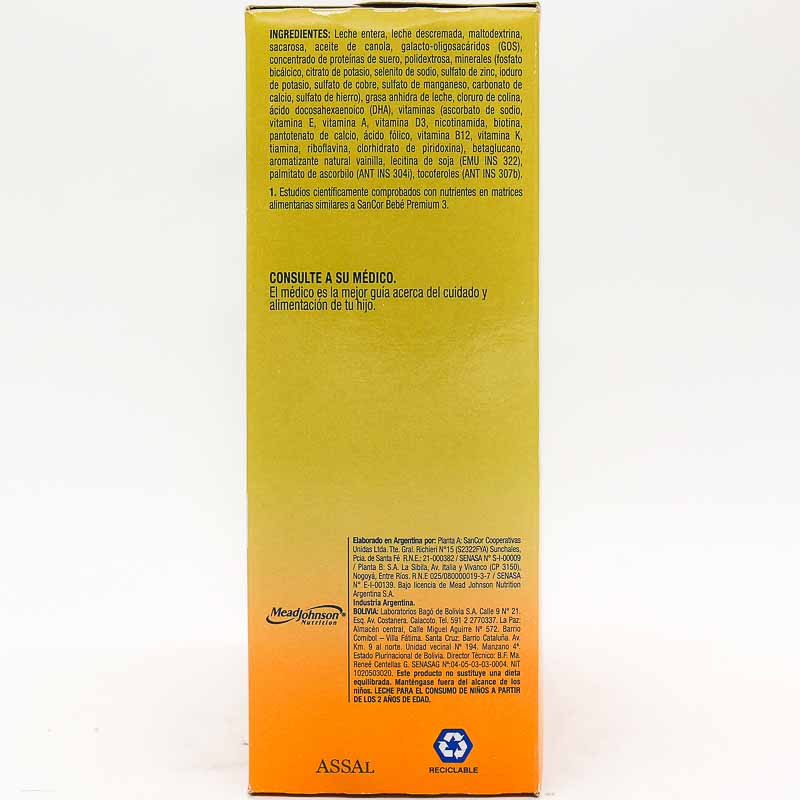 INGREDIENTES: Leche entera, leche descremada, maltodextrina,
sacarosa, aceite de canola, galacto-oligosacáridos (GOS),
concentrado de proteínas de suero, polidextrosa, minerales (fosfato
bicálcico, citrato de potasio, selenito de sodio, sulfato de zinc, ioduro
de potasio, sulfato de cobre, sulfato de manganeso, carbonato de
calcio, sulfato de hierro), grasa anhidra de leche, cloruro de colina,
ácido docosahexaenoico (DHA), vitaminas (ascorbato de sodio,
vitamina E, vitamina A, vitamina D3, nicotinamida, biotina,
pantotenato de calcio, ácido fólico, vitamina B12, vitamina K,
tiamina, riboflavina, clorhidrato de piridoxina), betaglucano,
aromatizante natural vainilla, lecitina de soja (EMU INS 322),
palmitato de ascorbilo (ANT INS 304i), tocoferoles (ANT INS 307b).
1. Estudios científicamente comprobados con nutrientes en matrices
alimentarias similares a SanCor Bebé Premium 3.
CONSULTE A SU MÉDICO.
El médico es la mejor guía acerca del cuidado y
alimentación de tu hijo.
Elaborado en Argentina por: Planta A: SanCor Cooperativas
Unidas Ltda. Tte. Gral. Richieri N°15 (S2322FYA) Sunchales,
Pcia. de Santa Fé R.N.E.: 21-000382 / SENASA N° S-I-00009
/ Planta B: S.A. La Sibila, Av. Italia y Vivanco (CP 3150),
Nogoyá, Entre Ríos. R.N.E 025/080000019-3-7 / SENASA
N° E-I-00139. Bajo licencia de Mead Johnson Nutrition
Argentina S.A.
Industria Argentina.
BOLIVIA: Laboratorios Bagó de Bolivia S.A. Calle 9 N° 21.
Esq. Av. Costanera. Calacoto. Tel: 591 2 2770337. La Paz:
Almacén central, Calle Miguel Aguirre N° 572. Barrio
Comibol – Villa Fátima. Santa Cruz: Barrio Cataluña. Av.
Km. 9 al norte. Unidad vecinal N° 194. Manzano 4ª.
Estado Plurinacional de Bolivia. Director Técnico: B.F. Ma.
Reneé Centellas G. SENASAG N°:04-05-03-03-0004. NIT
1020503020. Este producto no sustituye una dieta
equilibrada. Manténgase fuera del alcance de los
niños. LECHE PARA EL CONSUMO DE NIÑOS A PARTIR
DE LOS 2 AÑOS DE EDAD.
MeadJohnson®
Nutrition
ASSAL
RECICLABLE